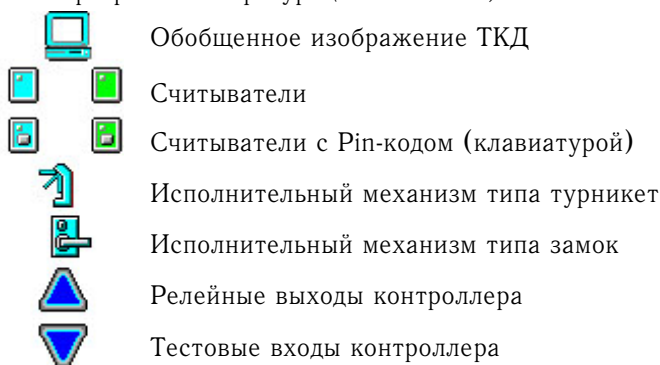 Обобщенное изображение ТКД
Считыватели
Считыватели с Pin-кодом (клавиатурой)
Исполнительный механизм типа турникет
Исполнительный механизм типа замок
Релейные выходы контроллера
Тестовые входы контроллера